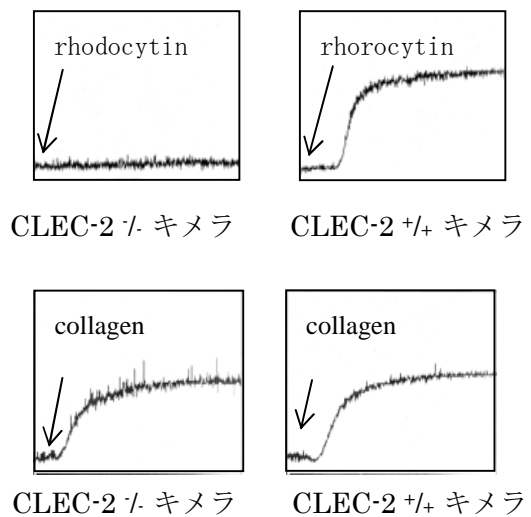 rhodocytin
rhorocytin
CLEC-2 -/- キメラ
CLEC-2 +/+ キメラ
collagen
collagen
CLEC-2 -/- キメラ
CLEC-2 +/+ キメラ